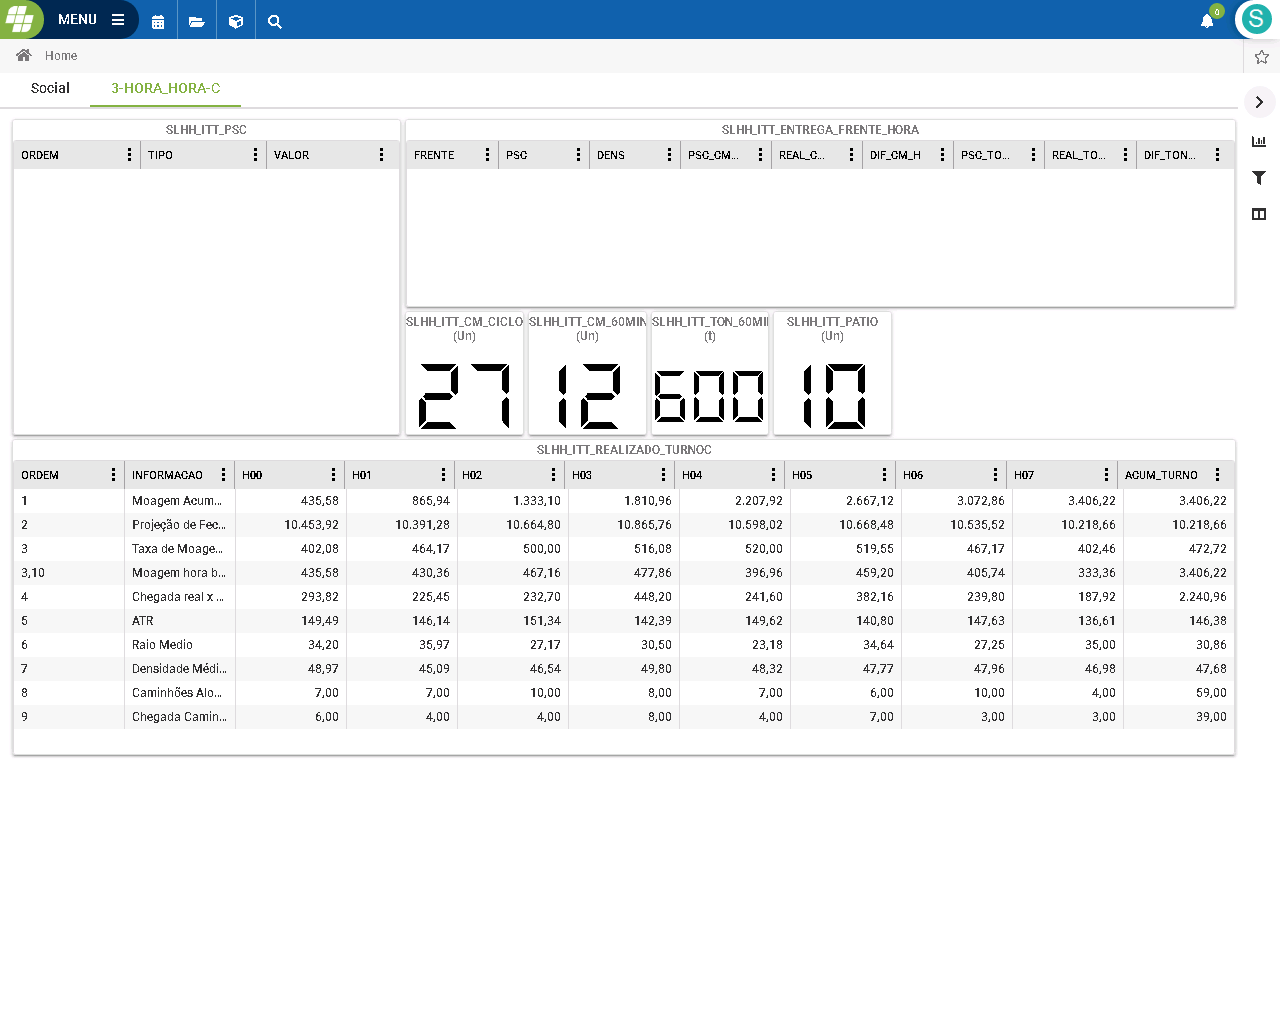 MENU
0
S
Home
Social 3-HORA_HORA-C
SLHH_ITT_PSC
ORDEM TIPO VALOR
SLHH_ITT_ENTREGA_FRENTE_HORA
FRENTE PSC DENS PSC_CM... REAL_C... DIF_CM_H PSC_TO... REAL_TO... DIF_TON...
SLHH_ITT_CM_CICLO
(Un)
27
SLHH_ITT_CM_60MIN
(Un)
12
SLHH_ITT_TON_60MI
(t)
600
SLHH_ITT_PATIO
(Un)
10
SLHH_ITT_REALIZADO_TURNOC
ORDEM INFORMACAO H00 H01 H02 H03 H04 H05 H06 H07 ACUM_TURNO
1 Moagem Acum... 435,58 865,94 1.333,10 1.810,96 2.207,92 2.667,12 3.072,86 3.406,22 3.406,22
2 Projeção de Fec... 10.453,92 10.391,28 10.664,80 10.865,76 10.598,02 10.668,48 10.535,52 10.218,66 10.218,66
3 Taxa de Moage... 402,08 464,17 500,00 516,08 520,00 519,55 467,17 402,46 472,72
3,10 Moagem hora b... 435,58 430,36 467,16 477,86 396,96 459,20 405,74 333,36 3.406,22
4 Chegada real x ... 293,82 225,45 232,70 448,20 241,60 382,16 239,80 187,92 2.240,96
5 ATR 149,49 146,14 151,34 142,39 149,62 140,80 147,63 136,61 146,38
6 Raio Medio 34,20 35,97 27,17 30,50 23,18 34,64 27,25 35,00 30,86
7 Densidade Médi... 48,97 45,09 46,54 49,80 48,32 47,77 47,96 46,98 47,68
8 Caminhões Alo... 7,00 7,00 10,00 8,00 7,00 6,00 10,00 4,00 59,00
9 Chegada Camin... 6,00 4,00 4,00 8,00 4,00 7,00 3,00 3,00 39,00